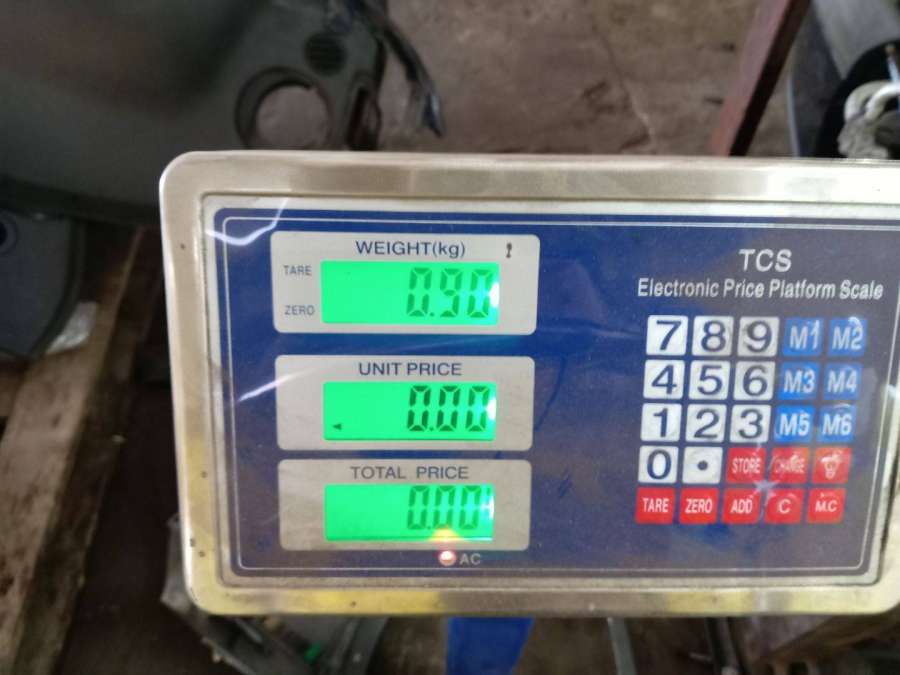 WEIGHT(kg)
TARE
0.90
ZERO
UNIT PRICE
0.00
TOTAL PRICE
0.00
AC
TCS
Electronic Price Platform Scale
7 8 9 M1 M2
4 5 6 M3 M4
1 2 3 M5 M6
0 . STORE CHANGE
TARE ZERO ADD C M.C